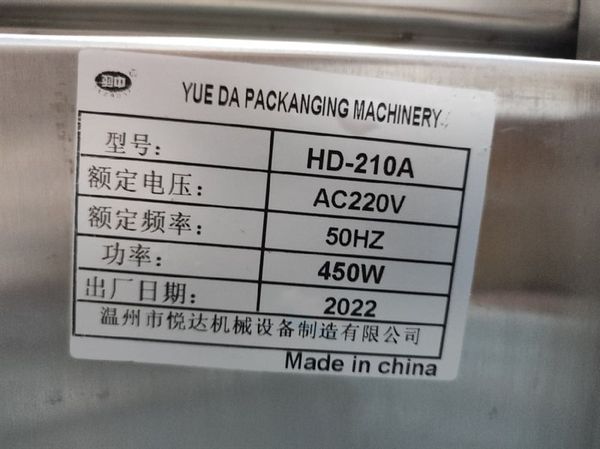 YUE DA PACKANGING MACHINERY
型号: HD-210A
额定电压: AC220V
额定频率: 50HZ
功率: 450W
出厂日期: 2022
温州市悦达机械设备制造有限公司
Made in china